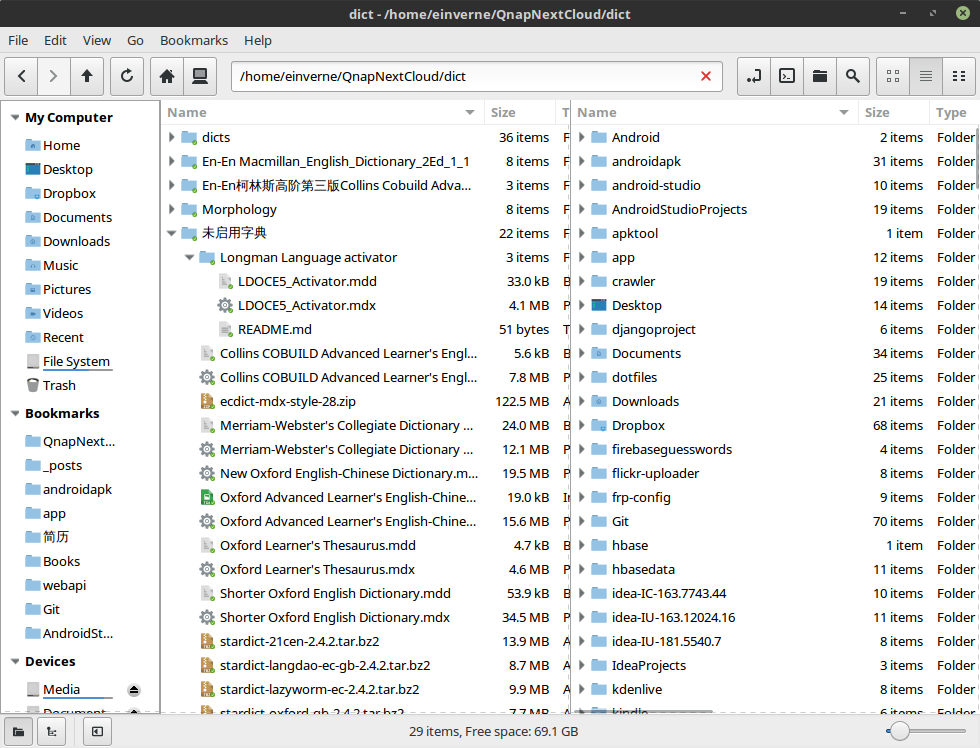 dict - /home/einverne/QnapNextCloud/dict
File Edit View Go Bookmarks Help
/home/einverne/QnapNextCloud/dict
My Computer
Home
Desktop
Dropbox
Documents
Downloads
Music
Pictures
Videos
Recent
File System
Trash
Bookmarks
QnapNext...
_posts
androidapk
app
简历
Books
webapi
Git
AndroidSt...
Devices
Media
Documents
Name Size T
dicts 36 items F
En-En Macmillan_English_Dictionary_2Ed_1_1 8 items F
En-En柯林斯高阶第三版Collins Cobuild Adva... 3 items F
Morphology 8 items F
未启用字典 22 items F
Longman Language activator 3 items F
LDOCE5_Activator.mdd 33.0 kB B
LDOCE5_Activator.mdx 4.1 MB P
README.md 51 bytes T
Collins COBUILD Advanced Learner's Engl... 5.6 kB B
Collins COBUILD Advanced Learner's Engl... 7.8 MB P
ecdict-mdx-style-28.zip 122.5 MB A
Merriam-Webster's Collegiate Dictionary ... 24.0 MB B
Merriam-Webster's Collegiate Dictionary ... 12.1 MB P
New Oxford English-Chinese Dictionary.m... 19.5 MB P
Oxford Advanced Learner's English-Chine... 19.0 kB Ir
Oxford Advanced Learner's English-Chine... 15.6 MB P
Oxford Learner's Thesaurus.mdd 4.7 kB B
Oxford Learner's Thesaurus.mdx 4.6 MB P
Shorter Oxford English Dictionary.mdd 53.9 kB B
Shorter Oxford English Dictionary.mdx 34.5 MB P
stardict-21cen-2.4.2.tar.bz2 13.9 MB A
stardict-langdao-ec-gb-2.4.2.tar.bz2 8.7 MB A
stardict-lazyworm-ec-2.4.2.tar.bz2 9.9 MB A
stardict-oxford-gb-2.4.2.tar.bz2 7.7 MB A
Name Size Type
Android 2 items Folder
androidapk 31 items Folder
android-studio 10 items Folder
AndroidStudioProjects 19 items Folder
apktool 1 item Folder
app 12 items Folder
crawler 19 items Folder
Desktop 14 items Folder
djangoproject 6 items Folder
Documents 34 items Folder
dotfiles 25 items Folder
Downloads 21 items Folder
Dropbox 68 items Folder
firebaseguesswords 4 items Folder
flickr-uploader 8 items Folder
frp-config 9 items Folder
Git 70 items Folder
hbase 1 item Folder
hbasedata 11 items Folder
idea-IC-163.7743.44 10 items Folder
idea-IU-163.12024.16 11 items Folder
idea-IU-181.5540.7 8 items Folder
IdeaProjects 3 items Folder
kdenlive 8 items Folder
kindle 6 items Folder
29 items, Free space: 69.1 GB